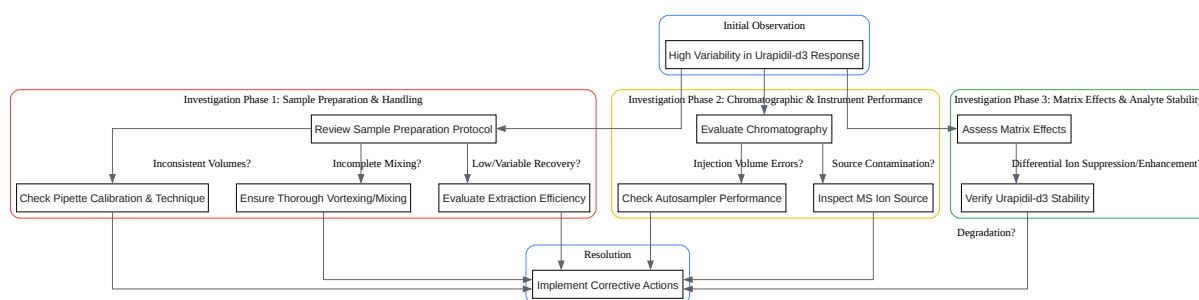 Initial Observation
High Variability in Urapidil-d3 Response
Investigation Phase 1: Sample Preparation & Handling
Investigation Phase 2: Chromatographic & Instrument Performance
Investigation Phase 3: Matrix Effects & Analyte Stability
Review Sample Preparation Protocol
Evaluate Chromatography
Assess Matrix Effects
Inconsistent Volumes?
Incomplete Mixing?
Low/Variable Recovery?
Injection Volume Errors?
Source Contamination?
Differential Ion Suppression/Enhancement?
Check Pipette Calibration & Technique
Ensure Thorough Vortexing/Mixing
Evaluate Extraction Efficiency
Check Autosampler Performance
Inspect MS Ion Source
Verify Urapidil-d3 Stability
Degradation?
Resolution
Implement Corrective Actions